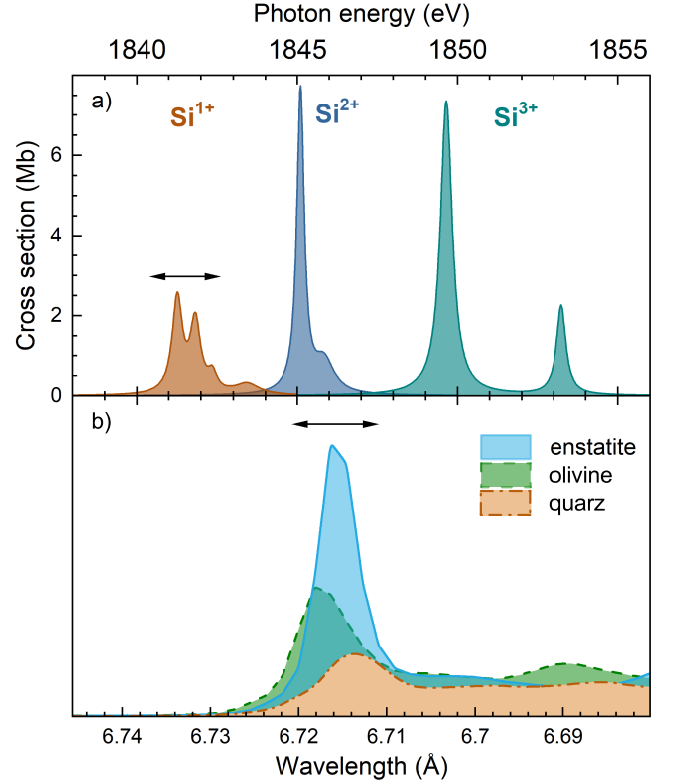 Photon energy (eV)
1840 1845 1850 1855
a)
Si¹⁺ Si²⁺ Si³⁺
Cross section (Mb)
6
4
2
0
b)
enstatite
olivine
quarz
6.74 6.73 6.72 6.71 6.7 6.69
Wavelength (Å)